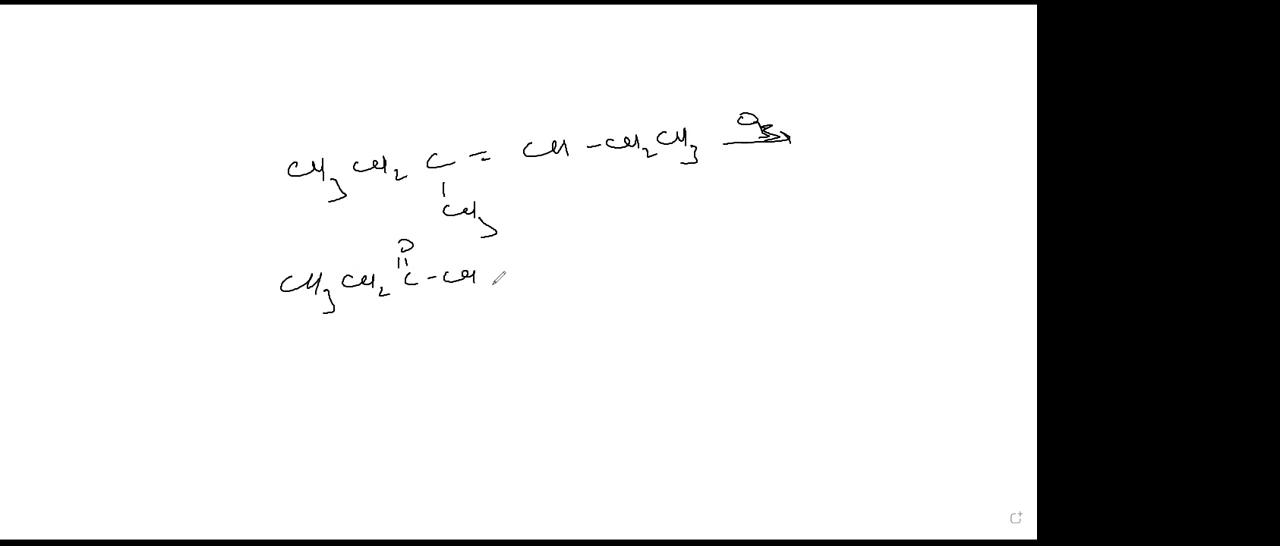 O₃
CH₃CH₂C=CH-CH₂CH₃ →
|
CH₃
O
||
CH₃CH₂C-CH